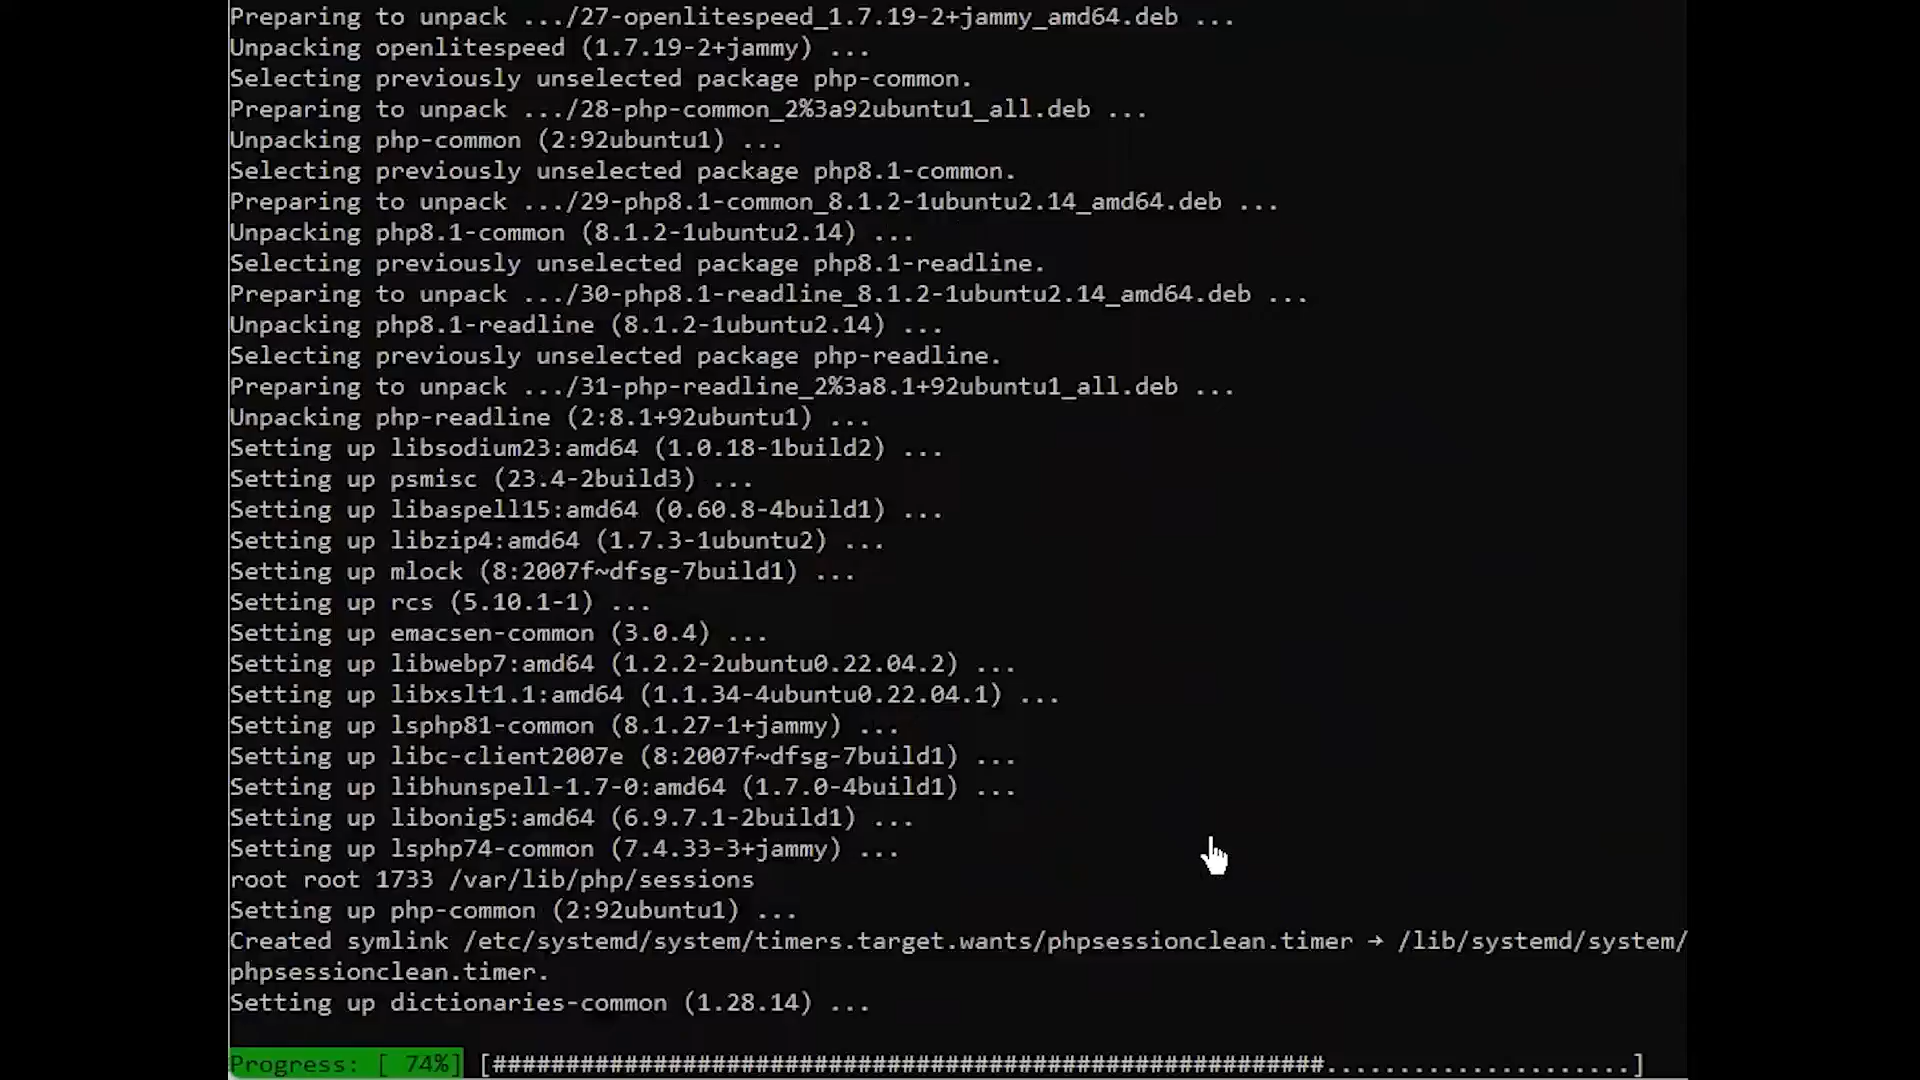 Preparing to unpack .../27-openlitespeed_1.7.19-2+jammy_amd64.deb ...
Unpacking openlitespeed (1.7.19-2+jammy) ...
Selecting previously unselected package php-common.
Preparing to unpack .../28-php-common_2%3a92ubuntu1_all.deb ...
Unpacking php-common (2:92ubuntu1) ...
Selecting previously unselected package php8.1-common.
Preparing to unpack .../29-php8.1-common_8.1.2-1ubuntu2.14_amd64.deb ...
Unpacking php8.1-common (8.1.2-1ubuntu2.14) ...
Selecting previously unselected package php8.1-readline.
Preparing to unpack .../30-php8.1-readline_8.1.2-1ubuntu2.14_amd64.deb ...
Unpacking php8.1-readline (8.1.2-1ubuntu2.14) ...
Selecting previously unselected package php-readline.
Preparing to unpack .../31-php-readline_2%3a8.1+92ubuntu1_all.deb ...
Unpacking php-readline (2:8.1+92ubuntu1) ...
Setting up libsodium23:amd64 (1.0.18-1build2) ...
Setting up psmisc (23.4-2build3) ...
Setting up libaspell15:amd64 (0.60.8-4build1) ...
Setting up libzip4:amd64 (1.7.3-1ubuntu2) ...
Setting up mlock (8:2007f~dfsg-7build1) ...
Setting up rcs (5.10.1-1) ...
Setting up emacsen-common (3.0.4) ...
Setting up libwebp7:amd64 (1.2.2-2ubuntu0.22.04.2) ...
Setting up libxslt1.1:amd64 (1.1.34-4ubuntu0.22.04.1) ...
Setting up lsphp81-common (8.1.27-1+jammy) ...
Setting up libc-client2007e (8:2007f~dfsg-7build1) ...
Setting up libhunspell-1.7-0:amd64 (1.7.0-4build1) ...
Setting up libonig5:amd64 (6.9.7.1-2build1) ...
Setting up lsphp74-common (7.4.33-3+jammy) ...
root root 1733 /var/lib/php/sessions
Setting up php-common (2:92ubuntu1) ...
Created symlink /etc/systemd/system/timers.target.wants/phpsessionclean.timer → /lib/systemd/system/
phpsessionclean.timer.
Setting up dictionaries-common (1.28.14) ...
Progress: [ 74%] [#########################################################.....................]